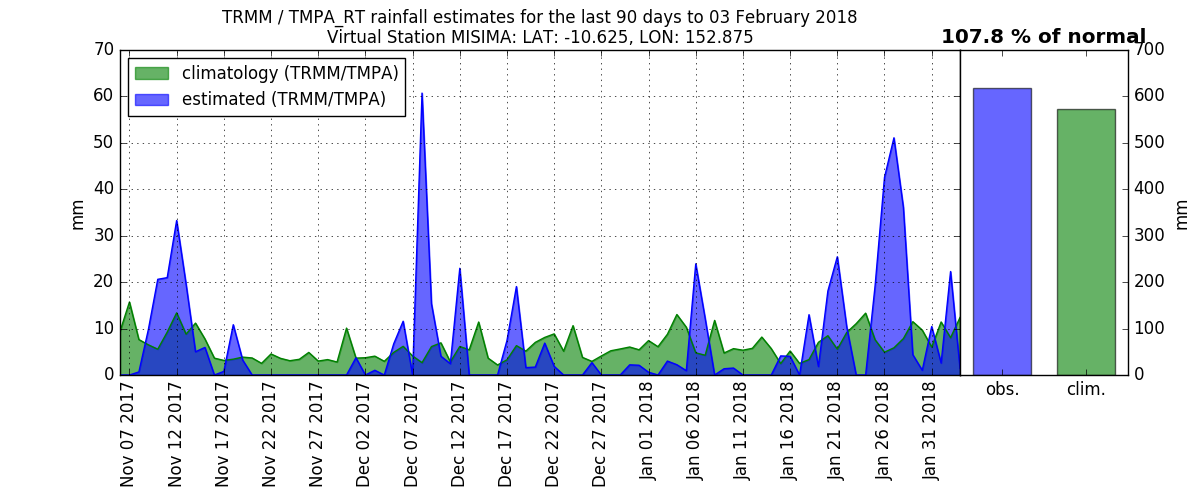 TRMM / TMPA_RT rainfall estimates for the last 90 days to 03 February 2018
Virtual Station MISIMA: LAT: -10.625, LON: 152.875
107.8 % of normal
climatology (TRMM/TMPA)
estimated (TRMM/TMPA)
70
60
50
40
30
20
10
0
mm
Nov 07 2017
Nov 12 2017
Nov 17 2017
Nov 22 2017
Nov 27 2017
Dec 02 2017
Dec 07 2017
Dec 12 2017
Dec 17 2017
Dec 22 2017
Dec 27 2017
Jan 01 2018
Jan 06 2018
Jan 11 2018
Jan 16 2018
Jan 21 2018
Jan 26 2018
Jan 31 2018
obs.
clim.
700
600
500
400
300
200
100
0
mm